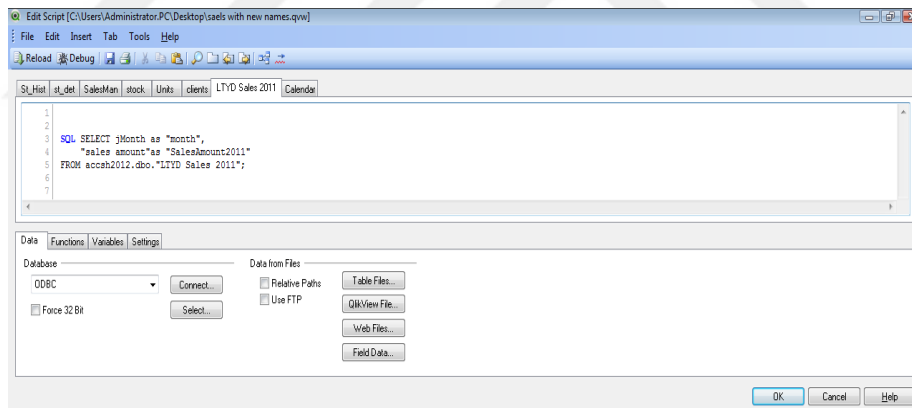 Edit Script [C:\Users\Administrator.PC\Desktop\saels with new names.qvw]
File Edit Insert Tab Tools Help
Reload Debug
St_Hist st_det SalesMan stock Units clients LTYD Sales 2011 Calendar
1
2
3 SQL SELECT jMonth as "month",
4 "sales amount"as "SalesAmount2011"
5 FROM accsh2012.dbo."LTYD Sales 2011";
6
7
Data Functions Variables Settings
Database Data from Files
ODBC Connect... Relative Paths Table Files...
Force 32 Bit Select... Use FTP QlikView File...
Web Files...
Field Data...
OK Cancel Help